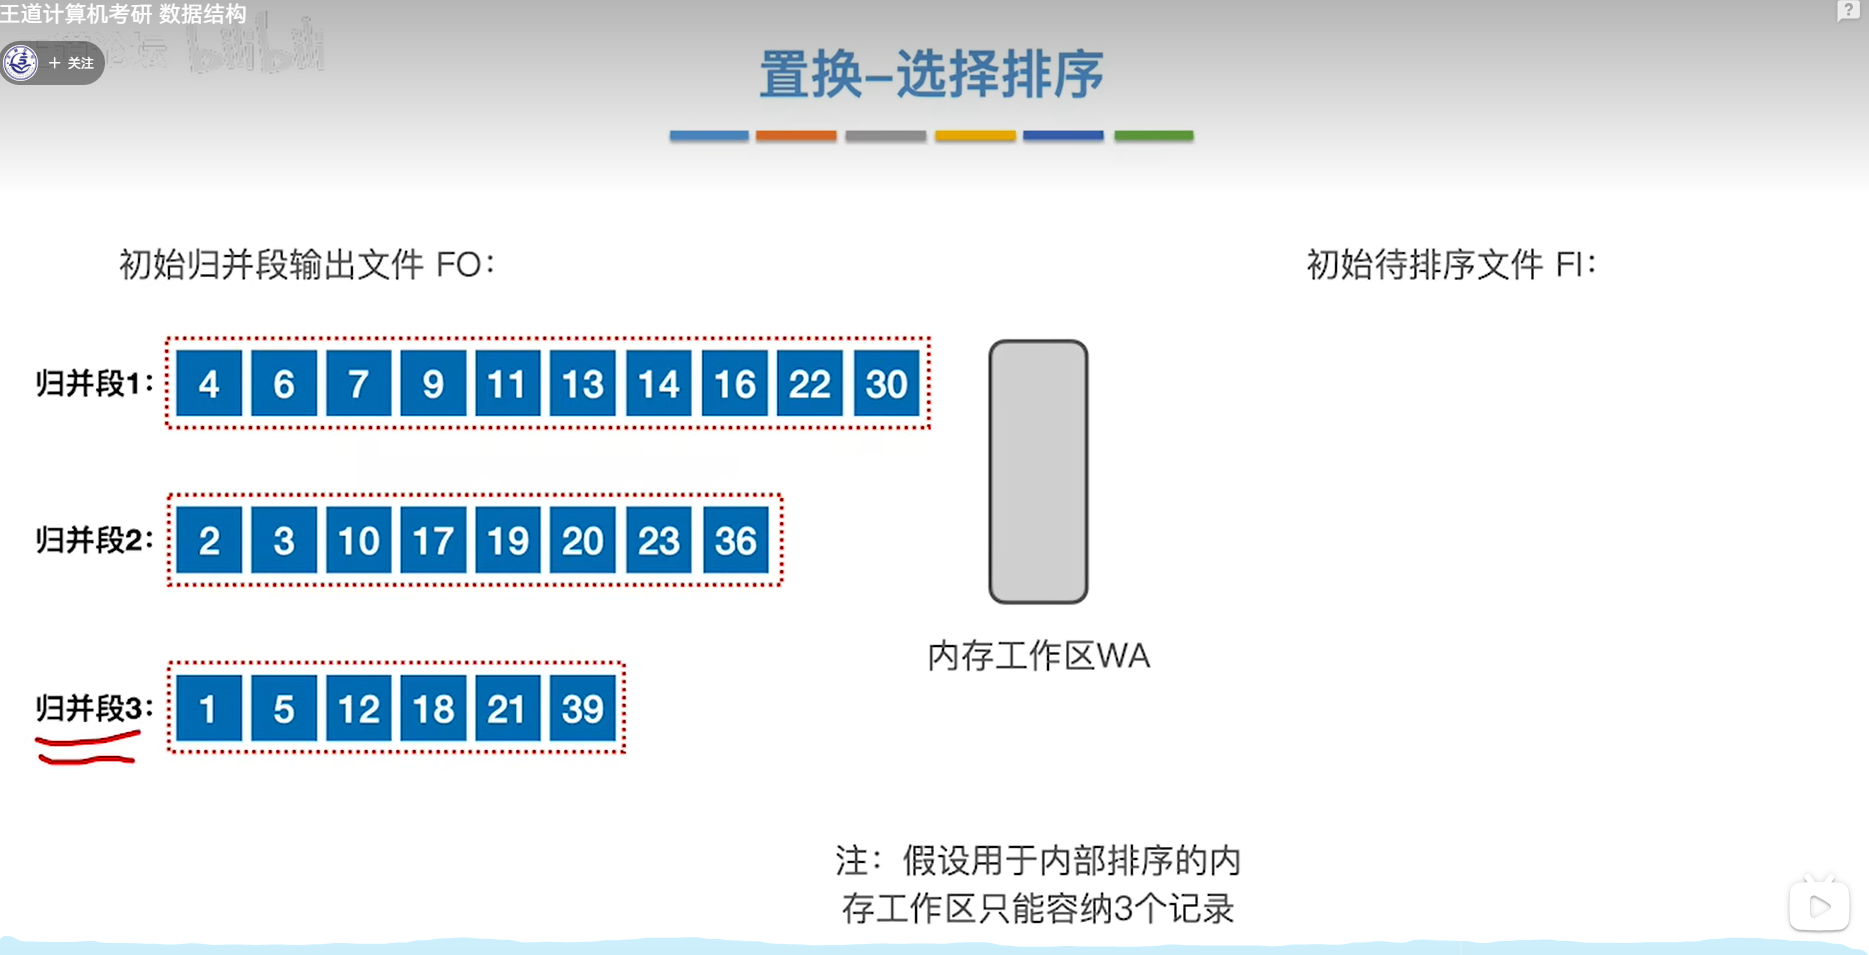 王道计算机考研 数据结构
+ 关注
bilibili
置换-选择排序
初始归并段输出文件 FO:
初始待排序文件 FI:
归并段1: 4 6 7 9 11 13 14 16 22 30
归并段2: 2 3 10 17 19 20 23 36
内存工作区WA
归并段3: 1 5 12 18 21 39
注：假设用于内部排序的内
存工作区只能容纳3个记录